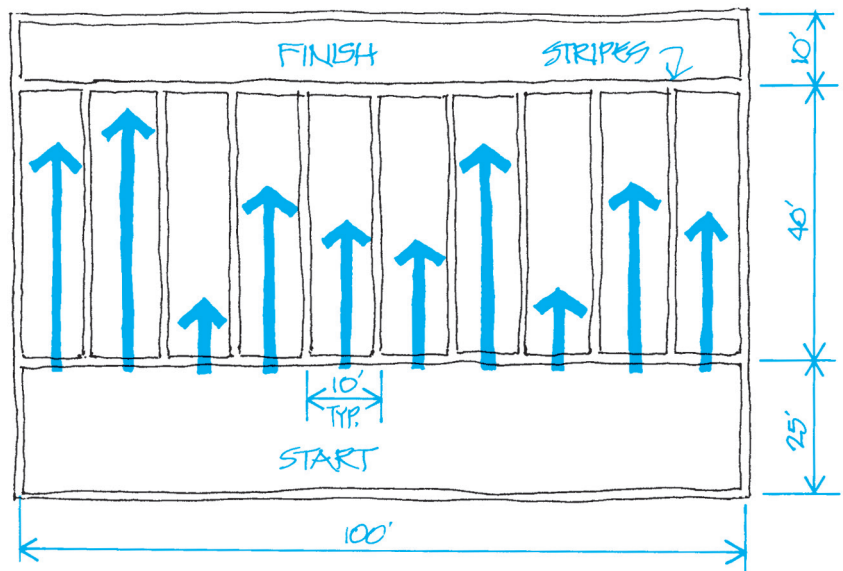 FINISH
STRIPES
10'
40'
10'
TYP.
START
25'
100'